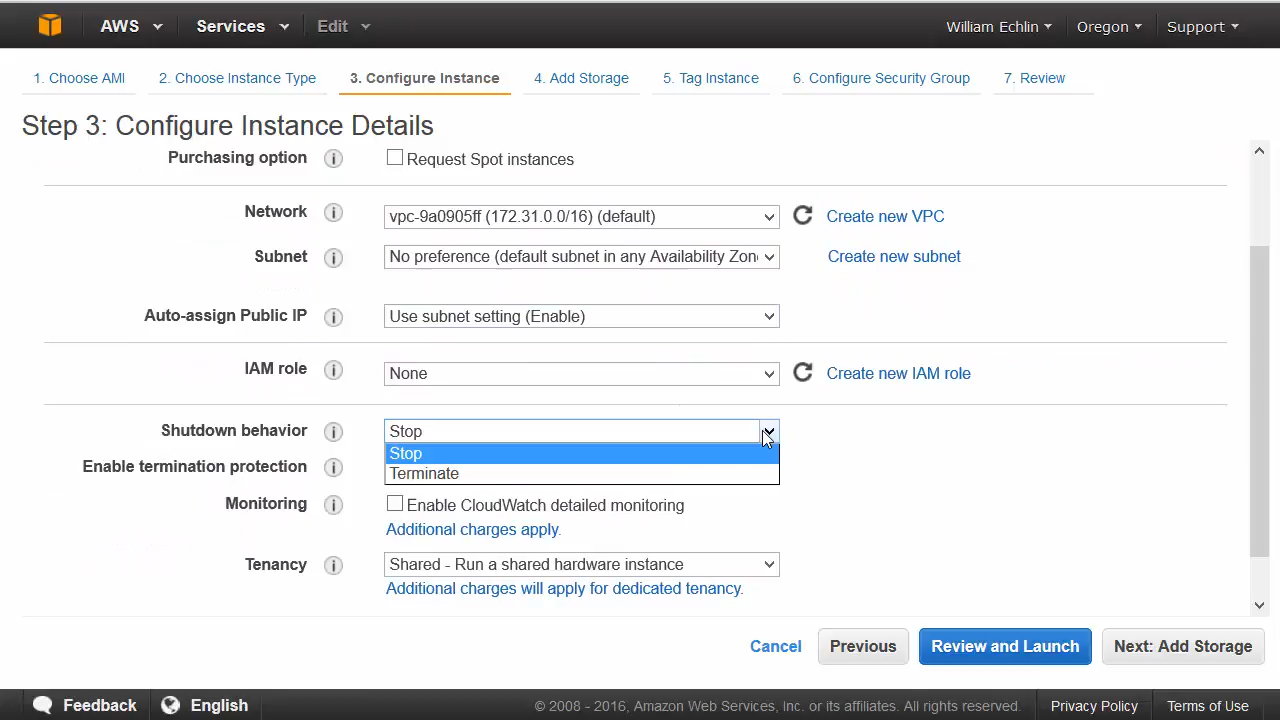 AWS Services Edit William Echlin Oregon Support
1. Choose AMI 2. Choose Instance Type 3. Configure Instance 4. Add Storage 5. Tag Instance 6. Configure Security Group 7. Review
Step 3: Configure Instance Details
Purchasing option i Request Spot instances
Network i vpc-9a0905ff (172.31.0.0/16) (default) Create new VPC
Subnet i No preference (default subnet in any Availability Zon Create new subnet
Auto-assign Public IP i Use subnet setting (Enable)
IAM role i None Create new IAM role
Shutdown behavior i Stop
Stop
Enable termination protection i Terminate
Monitoring i Enable CloudWatch detailed monitoring
Additional charges apply.
Tenancy i Shared - Run a shared hardware instance
Additional charges will apply for dedicated tenancy.
Cancel Previous Review and Launch Next: Add Storage
Feedback English © 2008 - 2016, Amazon Web Services, Inc. or its affiliates. All rights reserved. Privacy Policy Terms of Use